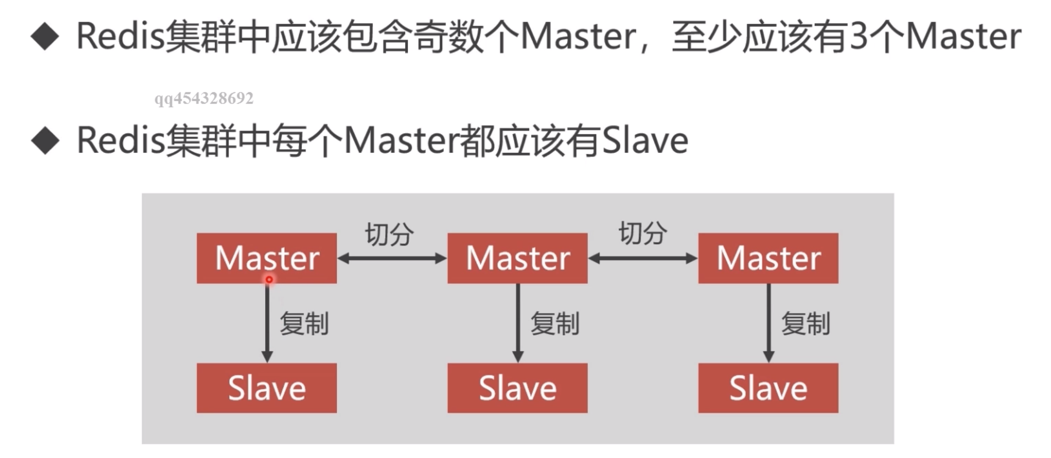 ◆ Redis集群中应该包含奇数个Master，至少应该有3个Master
qq454328692
◆ Redis集群中每个Master都应该有Slave
切分 切分
Master Master Master
复制 复制 复制
Slave Slave Slave